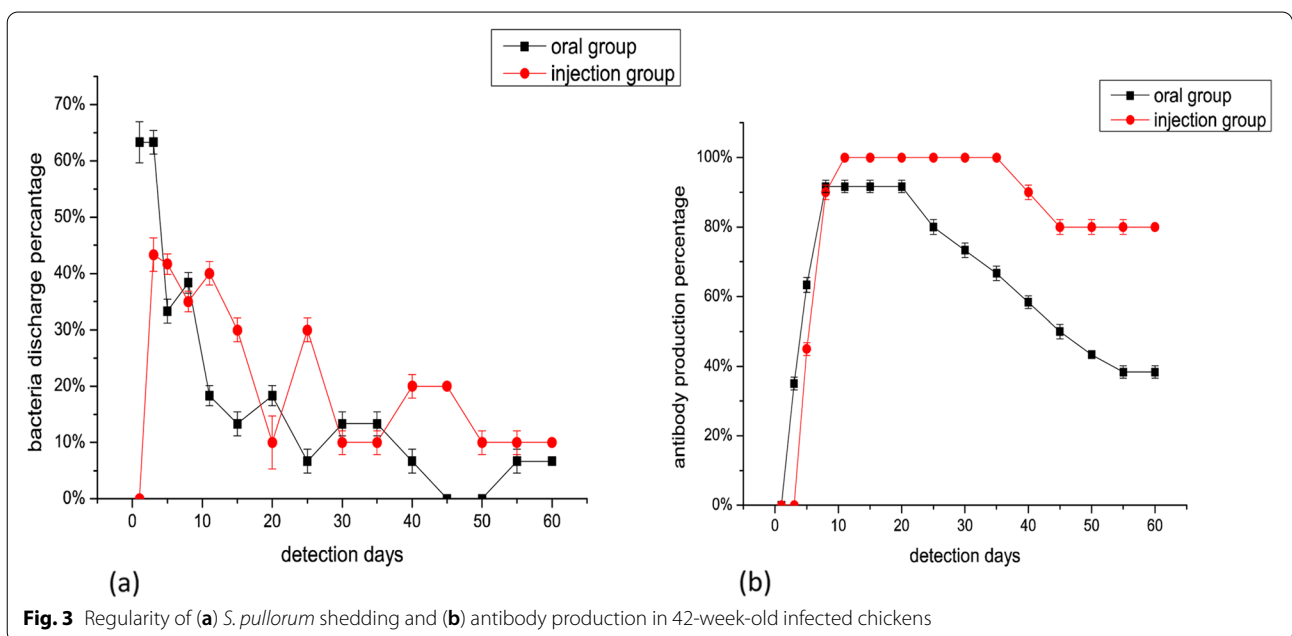 oral group
injection group
70%
60%
50%
40%
30%
20%
10%
0%
bacteria discharge percantage
0 10 20 30 40 50 60
detection days
(a)
oral group
injection group
100%
80%
60%
40%
20%
0%
antibody production percentage
0 10 20 30 40 50 60
detection days
(b)
Fig. 3 Regularity of (a) S. pullorum shedding and (b) antibody production in 42-week-old infected chickens